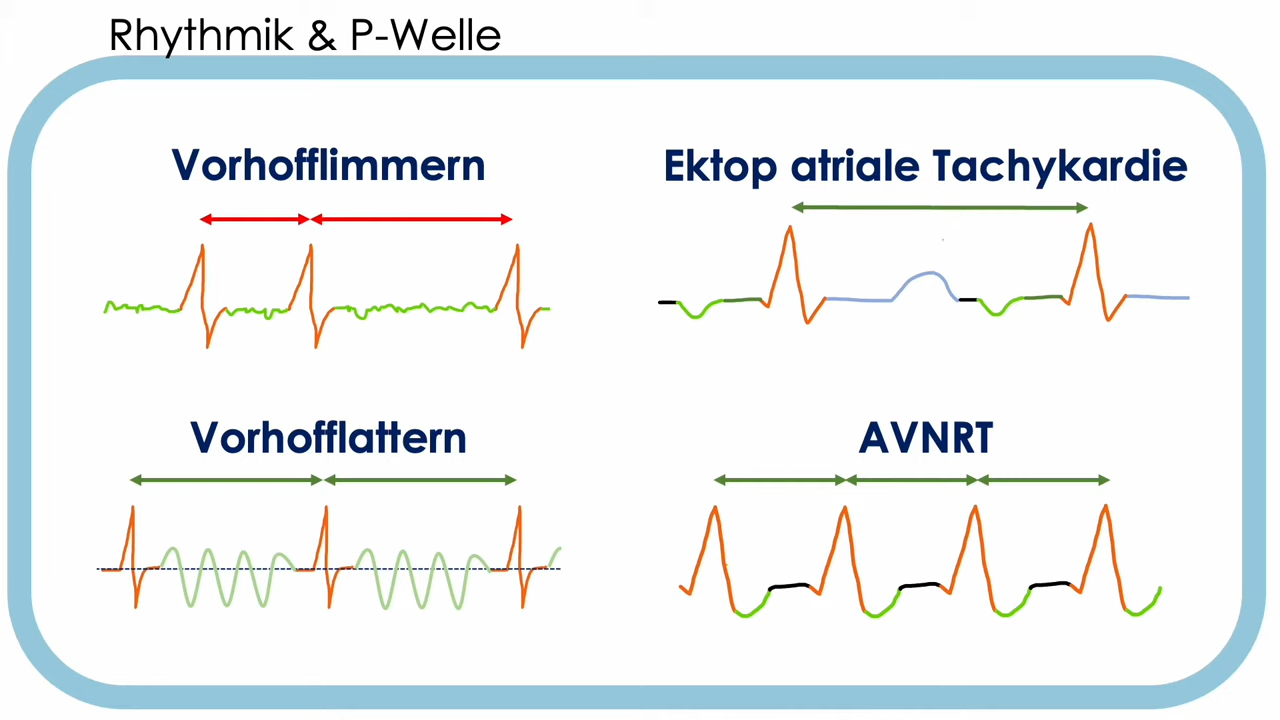 Rhythmik & P-Welle
Vorhofflimmern
Ektop atriale Tachykardie
Vorhofflattern
AVNRT